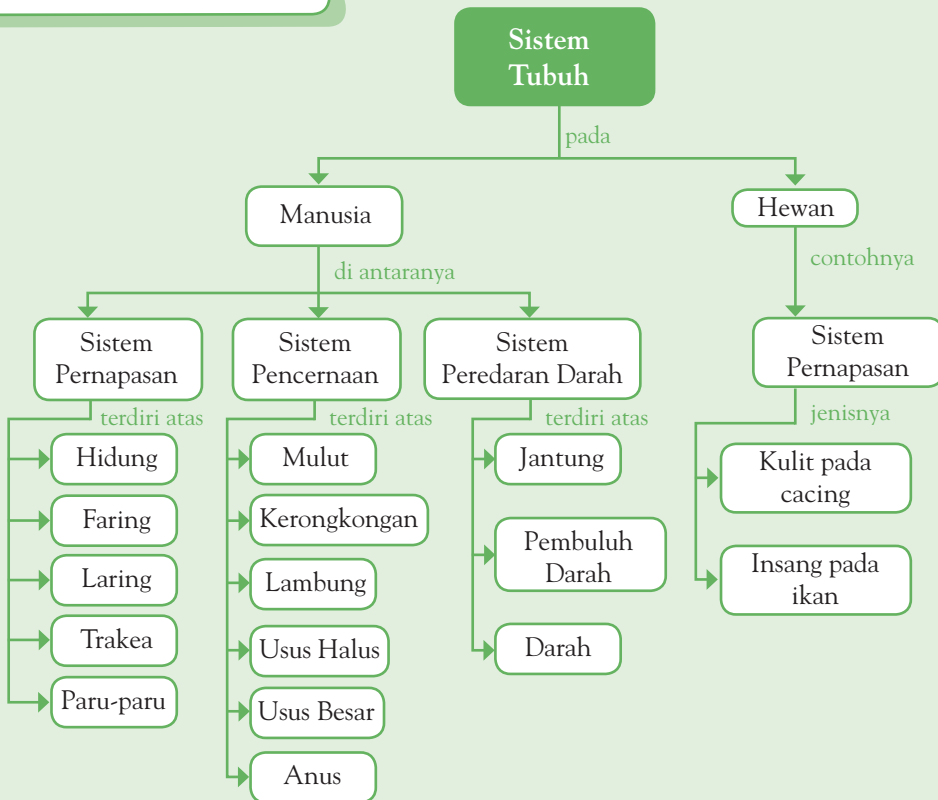 Sistem
Tubuh
pada
Manusia
Hewan
di antaranya
contohnya
Sistem
Pernapasan
Sistem
Pencernaan
Sistem
Peredaran Darah
Sistem
Pernapasan
terdiri atas
terdiri atas
terdiri atas
jenisnya
Hidung
Faring
Laring
Trakea
Paru-paru
Mulut
Kerongkongan
Lambung
Usus Halus
Usus Besar
Anus
Jantung
Pembuluh
Darah
Darah
Kulit pada
cacing
Insang pada
ikan